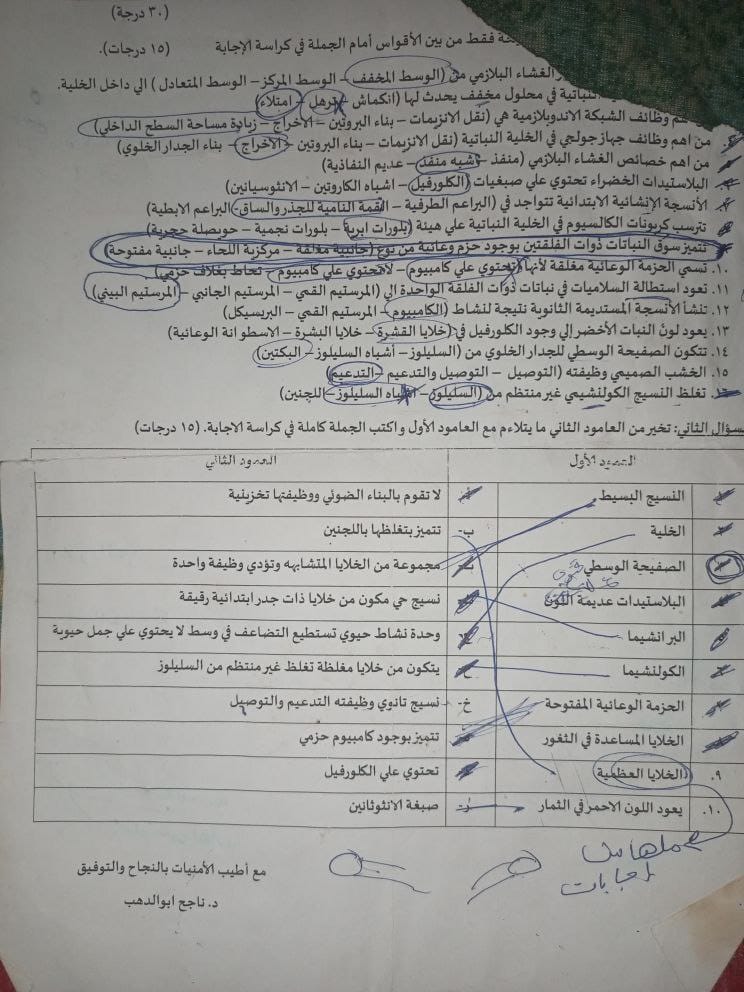 (٣٠ درجة)
فقط من بين الأقواس أمام الجملة في كراسة الإجابة (١٥ درجات).
الغشاء البلازمي من (الوسط المخفف – الوسط المركز – الوسط المتعادل) الي داخل الخلية.
النباتية في محلول مخفف يحدث لها (انكماش – ترهل – امتلاء)
هم وظائف الشبكة الاندوبلازمية هي (نقل الانزيمات – بناء البروتين – الاخراج – زيادة مساحة السطح الداخلي)
من اهم وظائف جهاز جولجي في الخلية النباتية (نقل الانزيمات – بناء البروتين – الاخراج – بناء الجدار الخلوي)
من اهم خصائص الغشاء البلازمي (منفذ – شبه منفذ – عديم النفاذية)
البلاستيدات الخضراء تحتوي علي صبغيات (الكلورفيل – اشباه الكاروتين – الانثوسيانين)
الأنسجة الإنشائية الابتدائية تتواجد في (البراعم الطرفية – القمة النامية للجذر والساق – البراعم الابطية)
تترسب كربونات الكالسيوم في الخلية النباتية علي هيئة (بلورات ابرية – بلورات نجمية – حويصلة حجرية)
تتميز سوق النباتات ذوات الفلقتين بوجود حزم وعائية من نوع (جانبية مغلقة – مركزية اللحاء – جانبية مفتوحة)
١٠. تسمي الحزمة الوعائية مغلقة لأنها (تحتوي علي كامبيوم – لا تحتوي علي كامبيوم – تحاط بغلاف حزمي)
١١. تعود استطالة السلاميات في نباتات ذوات الفلقة الواحدة الي (المرستيم القمي – المرستيم الجانبي – المرستيم البيني)
١٢. تنشأ الأنسجة المستديمة الثانوية نتيجة لنشاط (الكامبيوم – المرستيم القمي – البريسيكل)
١٣. يعود لون النبات الأخضر إلي وجود الكلورفيل في (خلايا القشرة – خلايا البشرة – الاسطوانة الوعائية)
١٤. تتكون الصفيحة الوسطي للجدار الخلوي من (السليلوز – أشباه السليلوز – البكتين)
١٥. الخشب الصميمي وظيفته (التوصيل – التوصيل والتدعيم – التدعيم)
١٦. تغلظ النسيج الكولنشيمي غير منتظم من (السليلوز – اشباه السليلوز – اللجنين)
سؤال الثاني: تخير من العامود الثاني ما يتلاءم مع العامود الأول و اكتب الجملة كاملة في كراسة الاجابة. (١٥ درجات)
العمود الأول العمود الثاني
النسيج البسيط لا تقوم بالبناء الضوئي ووظيفتها تخزينية
الخلية ب- تتميز بتغلظها باللجنين
الصفيحة الوسطي مجموعة من الخلايا المتشابهه وتؤدي وظيفة واحدة
البلاستيدات عديمة اللون نسيج حي مكون من خلايا ذات جدر ابتدائية رقيقة
البرانشيما وحدة نشاط حيوي تستطيع التضاعف في وسط لا يحتوي علي جمل حيوية
الكولنشيما يتكون من خلايا مغلظة تغلظ غير منتظم من السليلوز
الحزمة الوعائية المفتوحة خ- نسيج ثانوي وظيفته التدعيم والتوصيل
الخلايا المساعدة في الثغور تتميز بوجود كامبيوم حزمي
٩. الخلايا العظمية تحتوي علي الكلورفيل
١٠. يعود اللون الاحمر في الثمار صبغة الانثوثانين
ملهاش
إجابات
مع أطيب الأمنيات بالنجاح والتوفيق
د. ناجح ابوالدهب